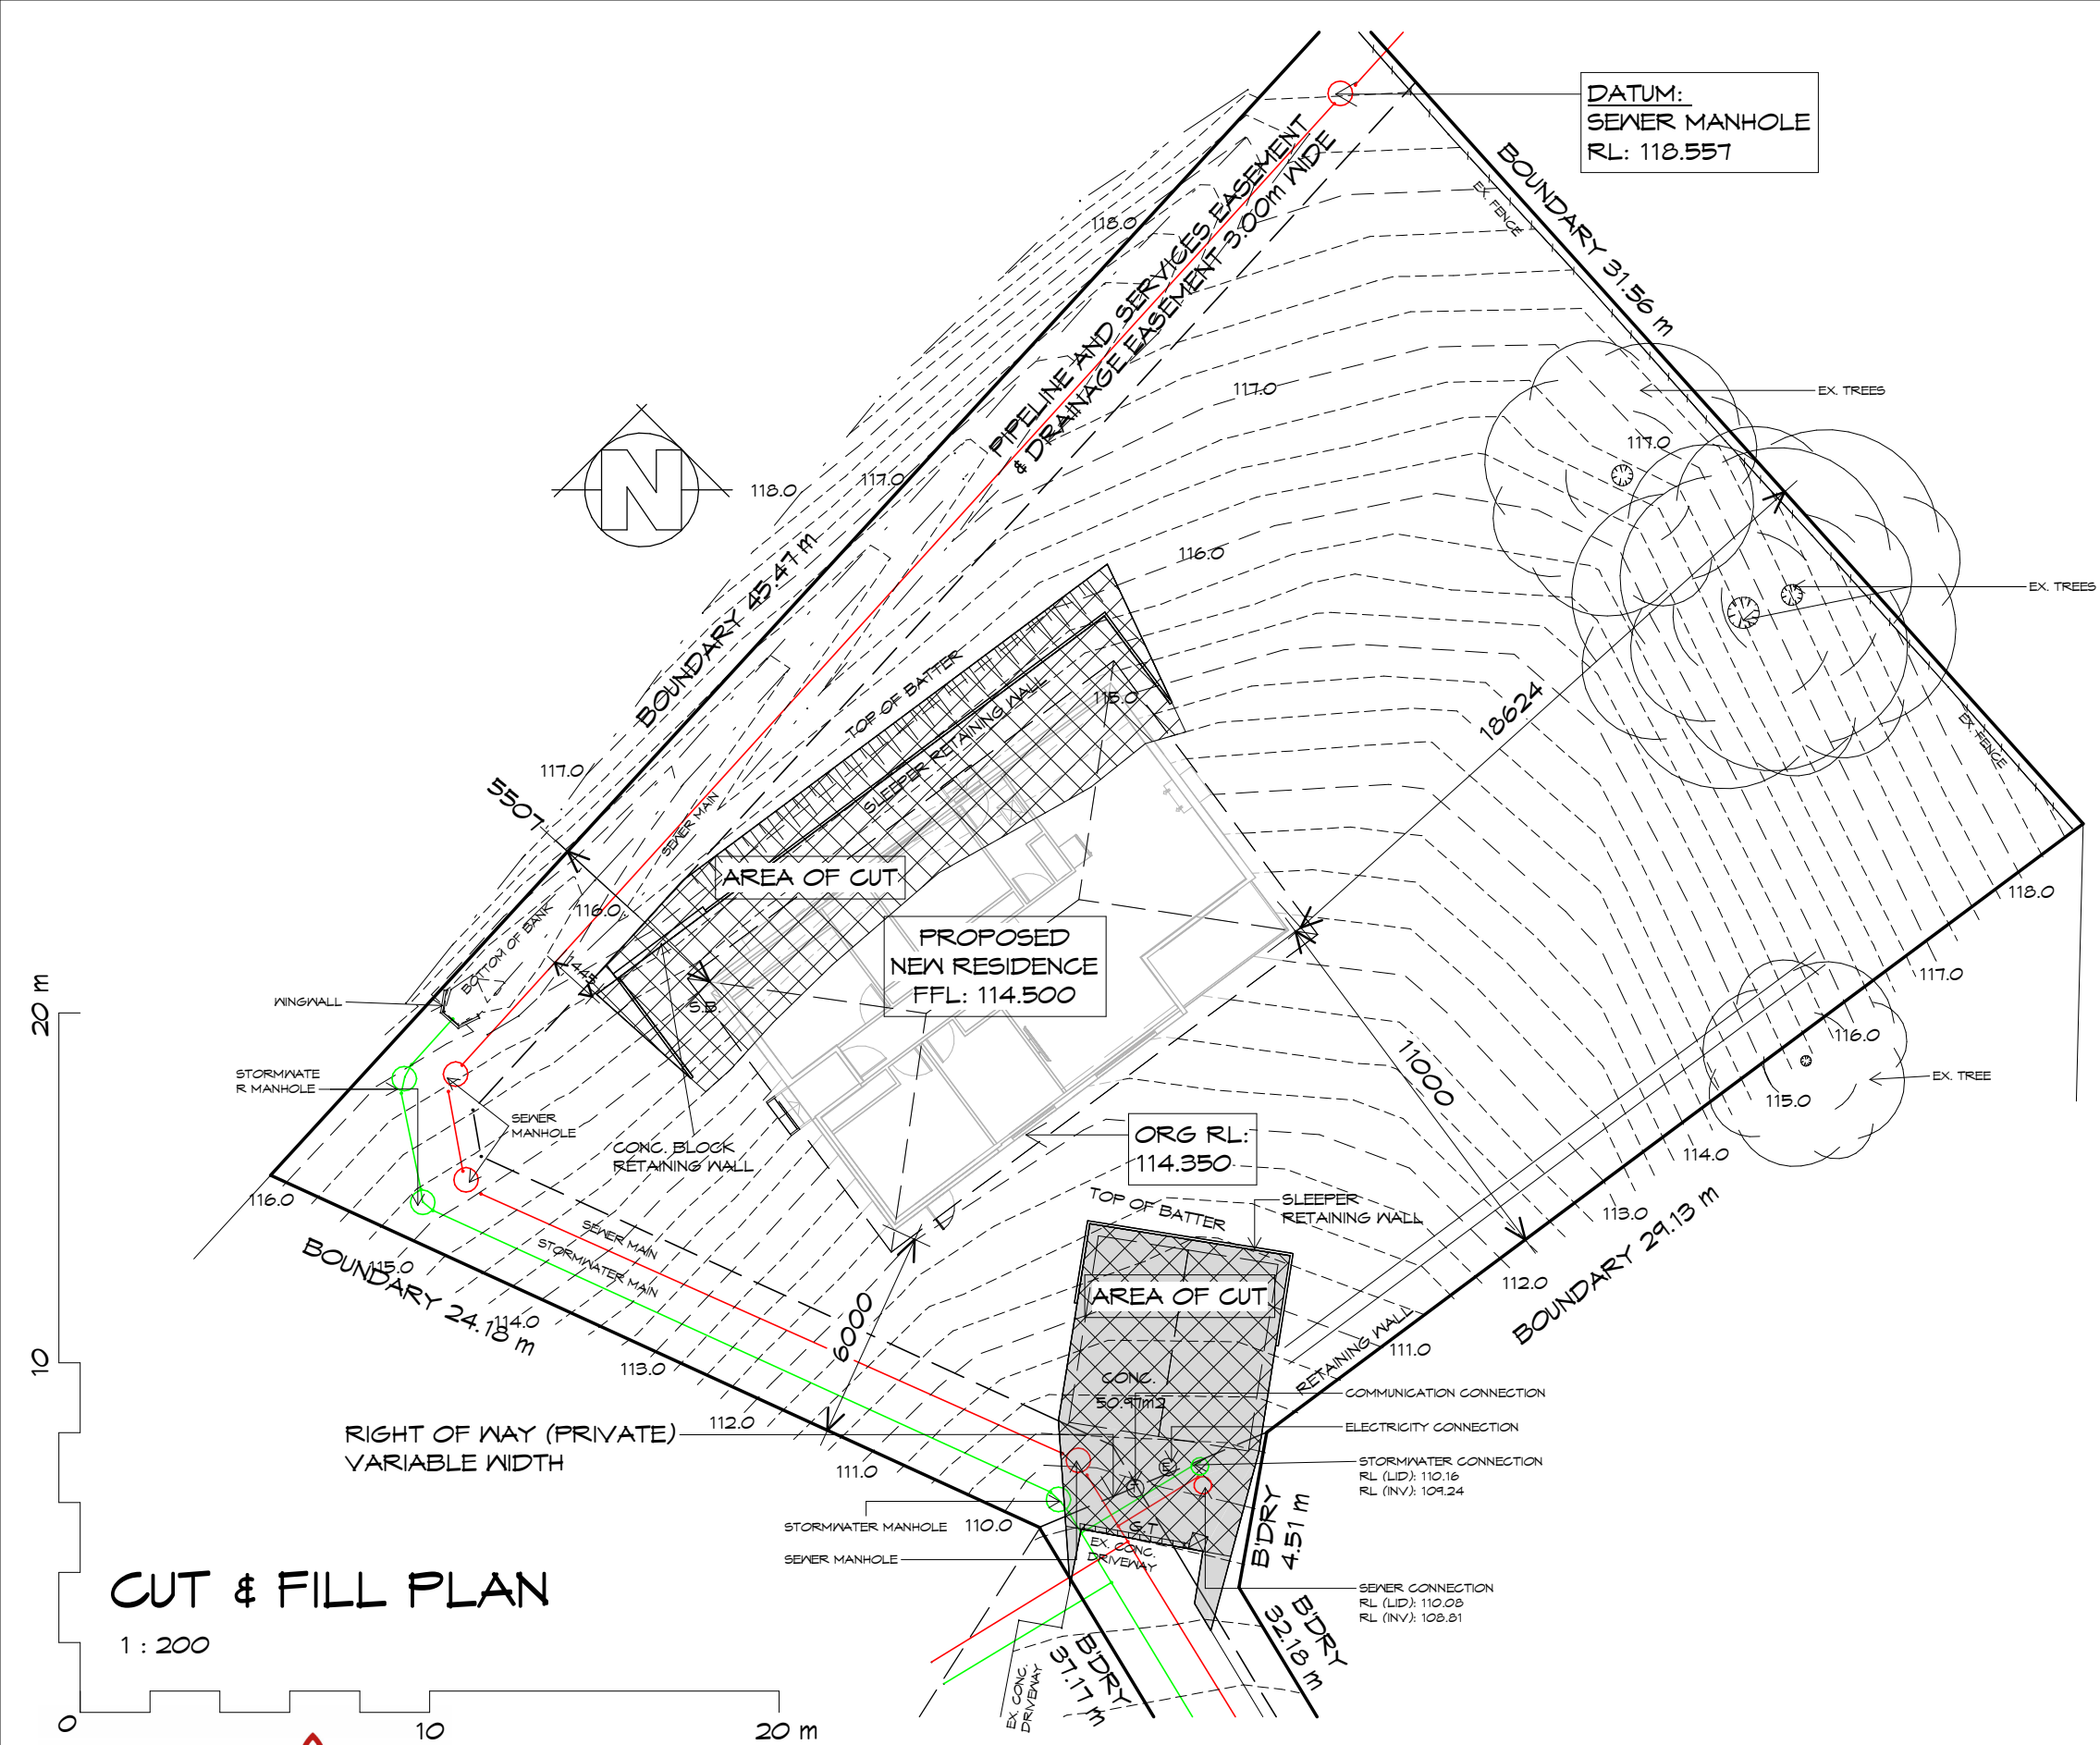 DATUM:
SEWER MANHOLE
RL: 118.557
BOUNDARY 31.56 m
EX. FENCE
PIPELINE AND SERVICES EASEMENT
& DRAINAGE EASEMENT 3.00m WIDE
118.0
117.0
EX. TREES
117.0
N
118.0
117.0
116.0
EX. TREES
BOUNDARY 45.47 m
TOP OF BATTER
SLEEPER RETAINING WALL
115.0
18624
EX. FENCE
117.0
5507
SEWER MAIN
AREA OF CUT
116.0
BOTTOM OF BANK
1445
S.B.
PROPOSED
NEW RESIDENCE
FFL: 114.500
118.0
117.0
116.0
115.0
114.0
113.0
112.0
111.0
EX. TREE
WINGWALL
STORMWATE
R MANHOLE
SEWER
MANHOLE
CONC. BLOCK
RETAINING WALL
11000
ORG RL:
114.350
TOP OF BATTER
SLEEPER
RETAINING WALL
116.0
115.0
114.0
113.0
112.0
111.0
110.0
BOUNDARY 24.18 m
SEWER MAIN
STORMWATER MAIN
6000
BOUNDARY 29.13 m
RETAINING WALL
AREA OF CUT
CONC.
50.97m2
COMMUNICATION CONNECTION
ELECTRICITY CONNECTION
STORMWATER CONNECTION
RL (LID): 110.16
RL (INV): 109.24
RIGHT OF WAY (PRIVATE)
VARIABLE WIDTH
E
T
STORMWATER MANHOLE
SEWER MANHOLE
G.T
EX. CONC.
DRIVEWAY
B'DRY
4.51 m
SEWER CONNECTION
RL (LID): 110.08
RL (INV): 108.81
B'DRY
32.18 m
B'DRY
37.17 m
EX. CONC.
DRIVEWAY
CUT & FILL PLAN
1 : 200
20 m
10
0
10
20 m